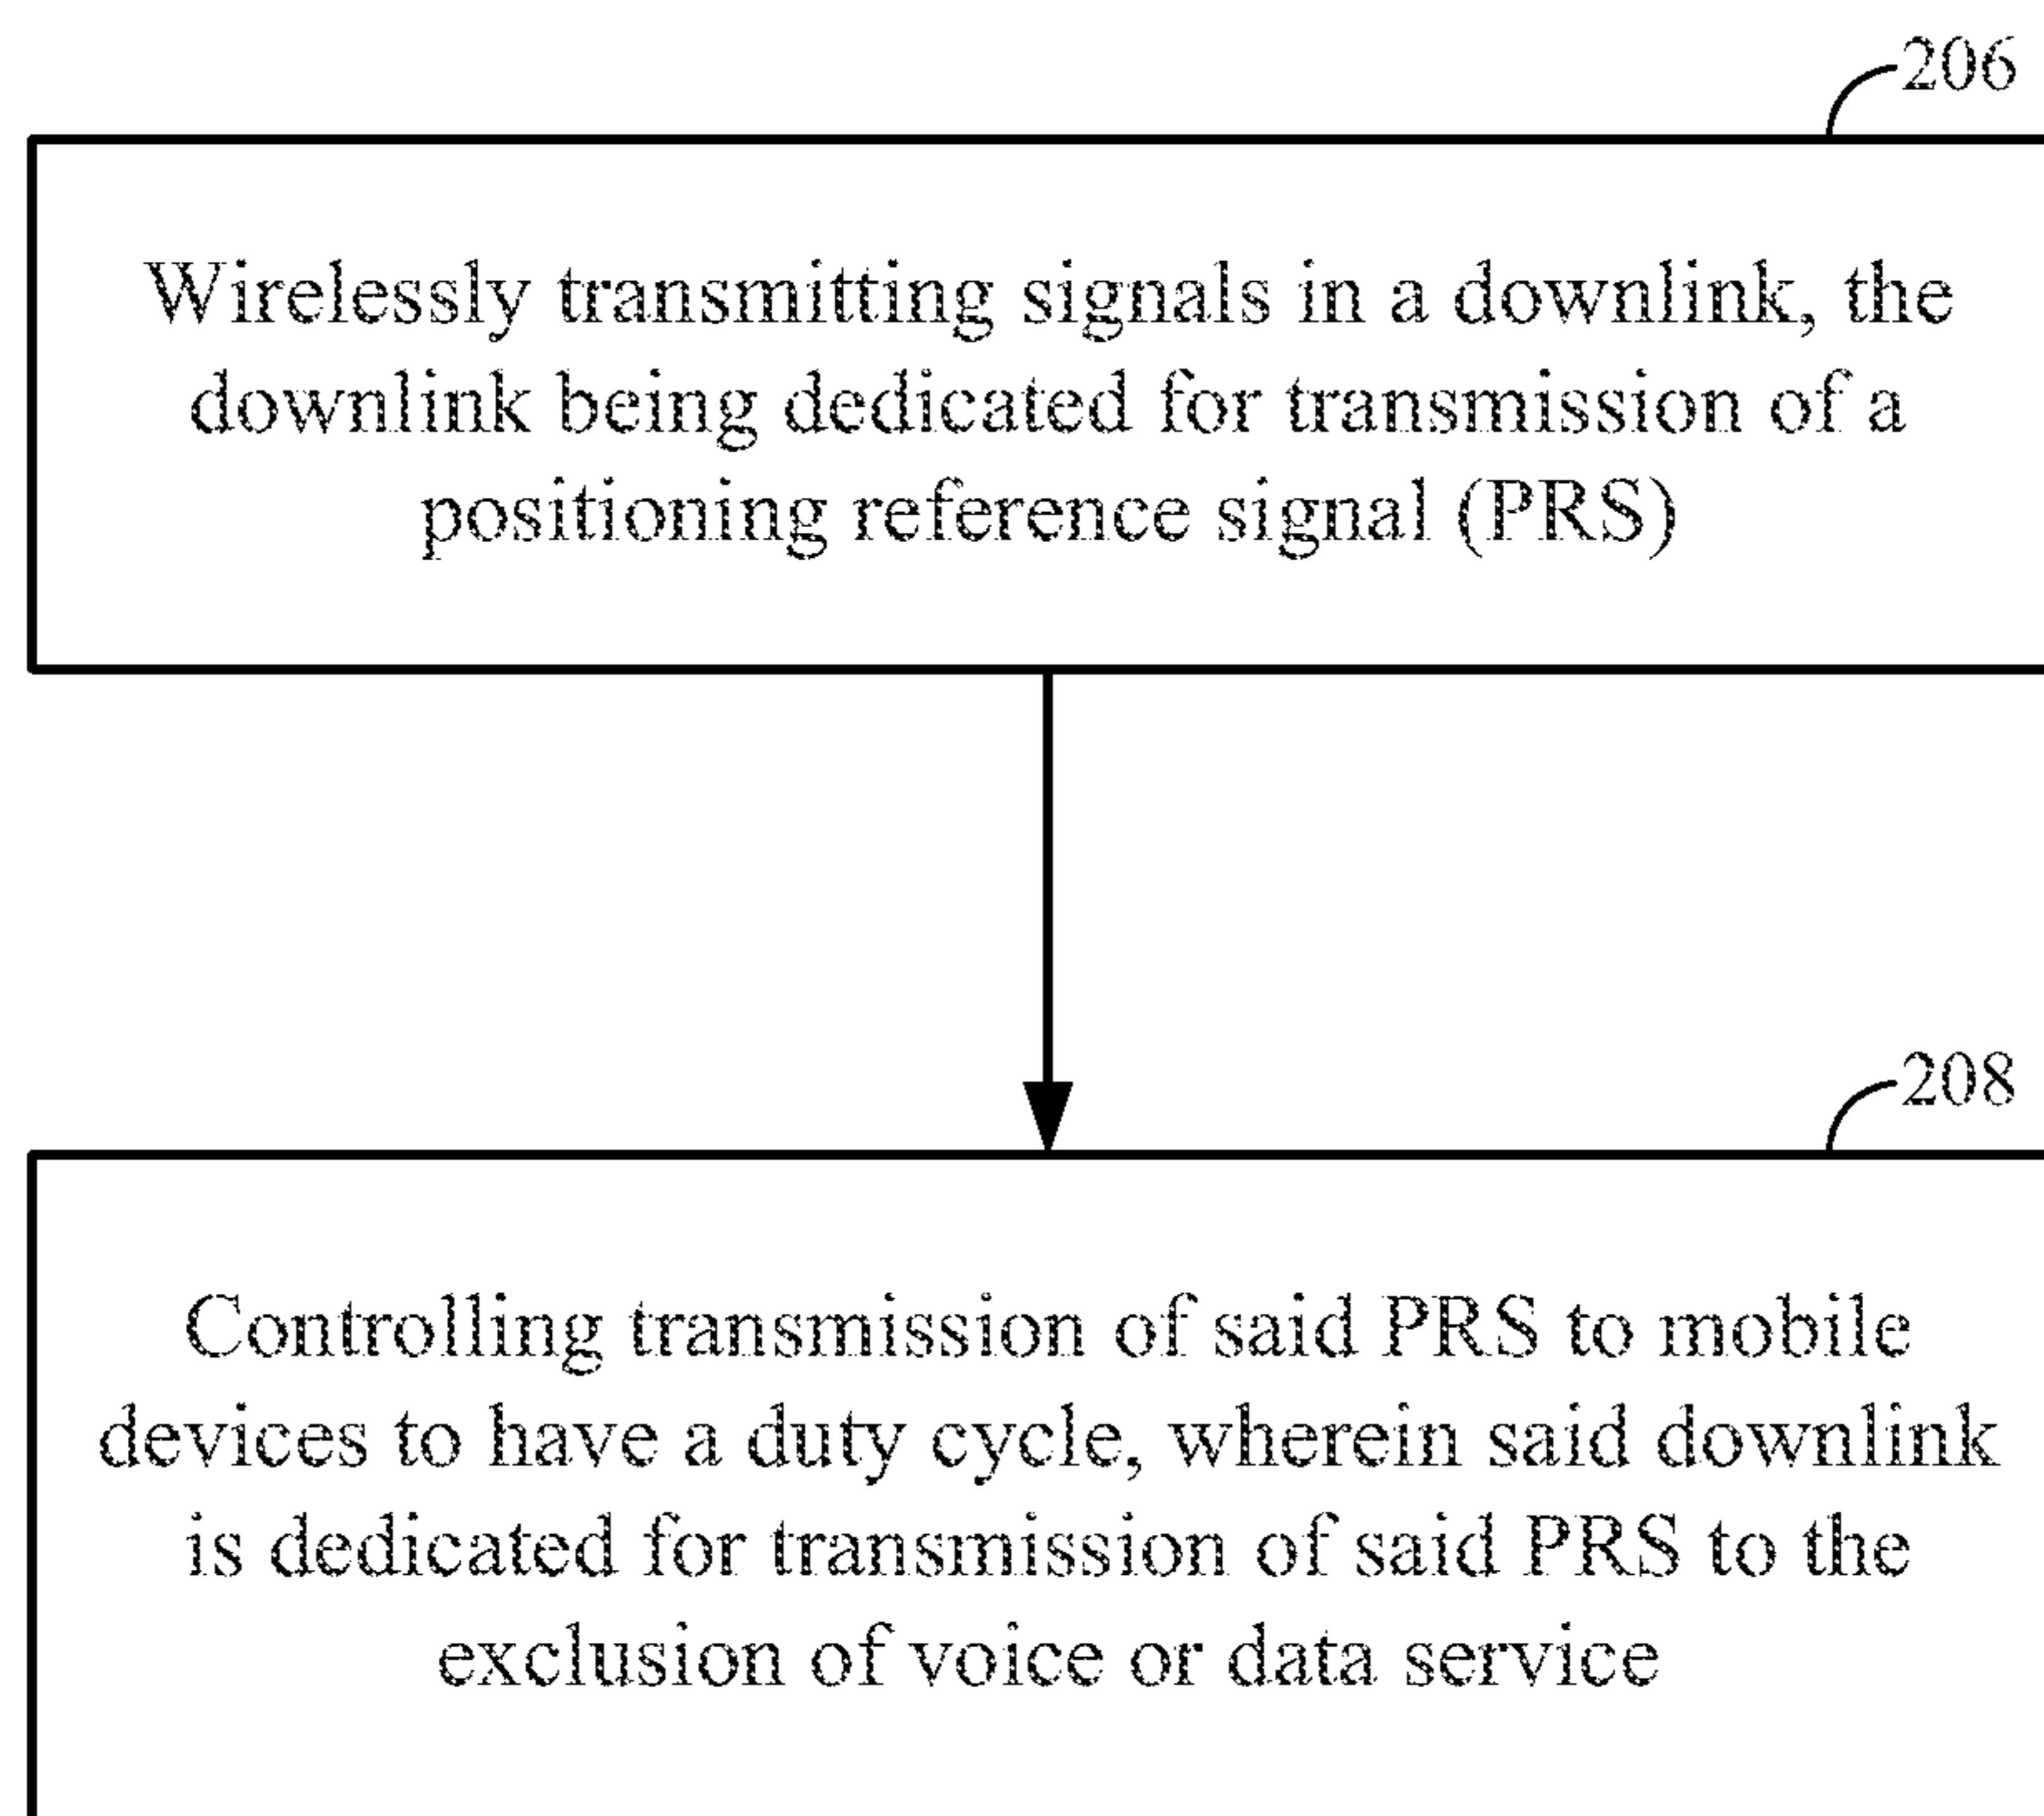 206
Wirelessly transmitting signals in a downlink, the
downlink being dedicated for transmission of a
positioning reference signal (PRS)
208
Controlling transmission of said PRS to mobile
devices to have a duty cycle, wherein said downlink
is dedicated for transmission of said PRS to the
exclusion of voice or data service